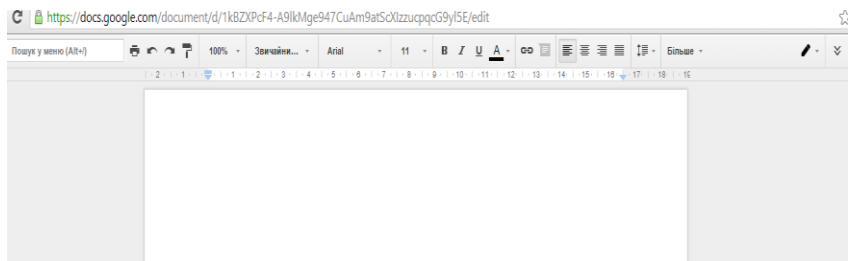 https://docs.google.com/document/d/1kBZXPcF4-A9lkMge947CuAm9atScXIzzucpqcG9yl5E/edit
Пошук у меню (Alt+/) 100% Звичайни... Arial 11 B I U A Більше
2 1 1 2 3 4 5 6 7 8 9 10 11 12 13 14 15 16 17 18